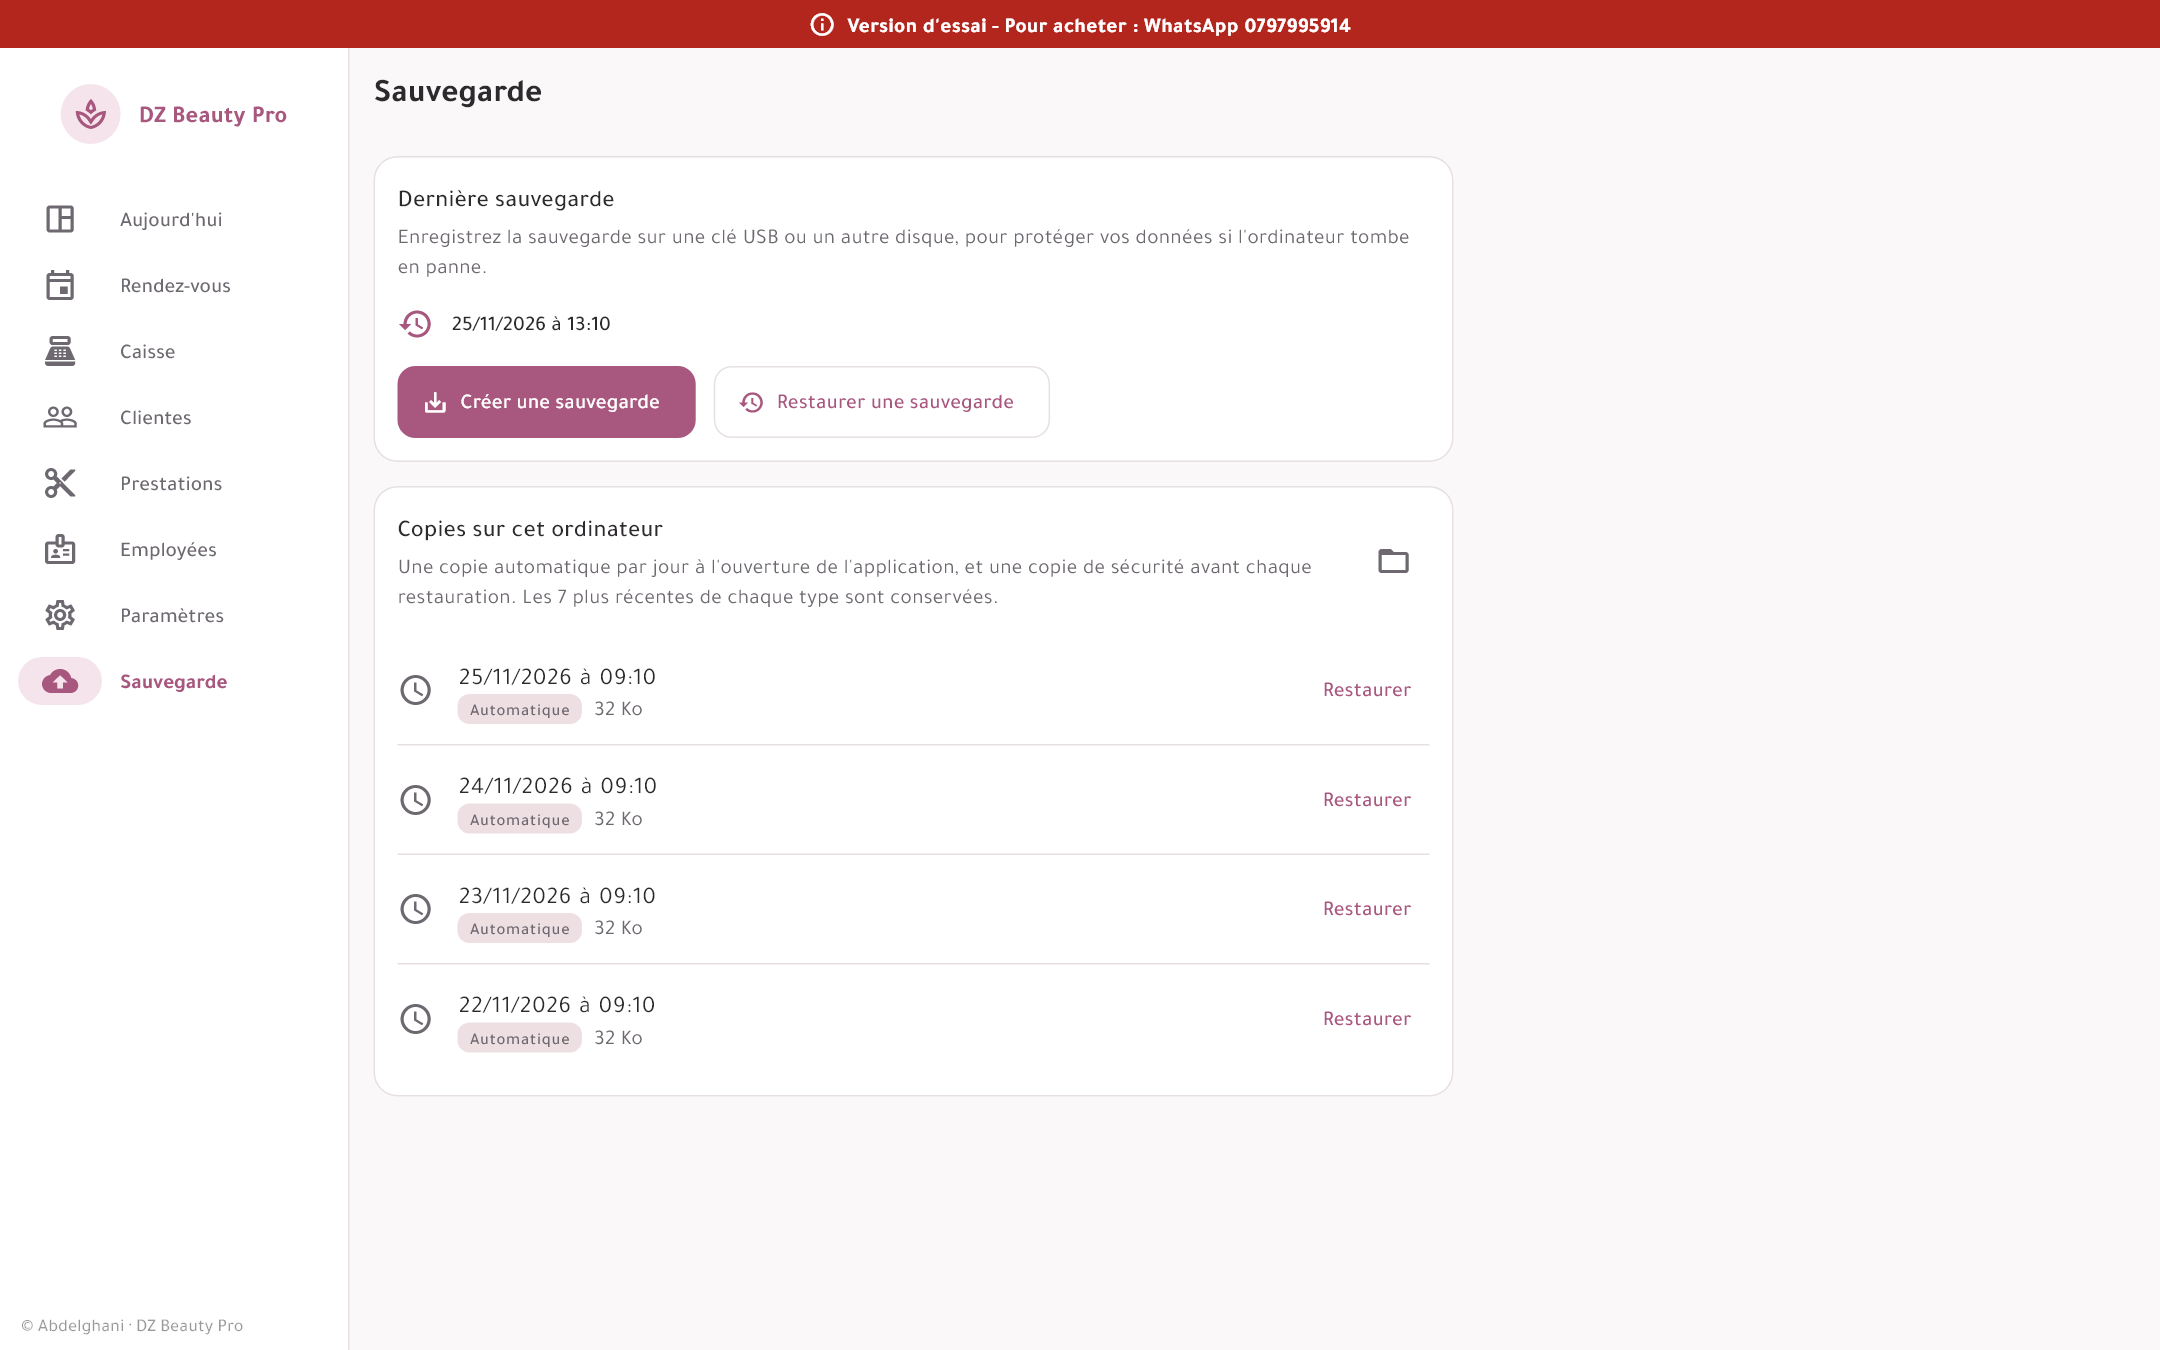 Version d'essai - Pour acheter : WhatsApp 0797995914
DZ Beauty Pro
Aujourd'hui
Rendez-vous
Caisse
Clientes
Prestations
Employées
Paramètres
Sauvegarde
© Abdelghani · DZ Beauty Pro
Sauvegarde
Dernière sauvegarde
Enregistrez la sauvegarde sur une clé USB ou un autre disque, pour protéger vos données si l'ordinateur tombe
en panne.
25/11/2026 à 13:10
Créer une sauvegarde
Restaurer une sauvegarde
Copies sur cet ordinateur
Une copie automatique par jour à l'ouverture de l'application, et une copie de sécurité avant chaque
restauration. Les 7 plus récentes de chaque type sont conservées.
25/11/2026 à 09:10
Automatique 32 Ko
Restaurer
24/11/2026 à 09:10
Automatique 32 Ko
Restaurer
23/11/2026 à 09:10
Automatique 32 Ko
Restaurer
22/11/2026 à 09:10
Automatique 32 Ko
Restaurer